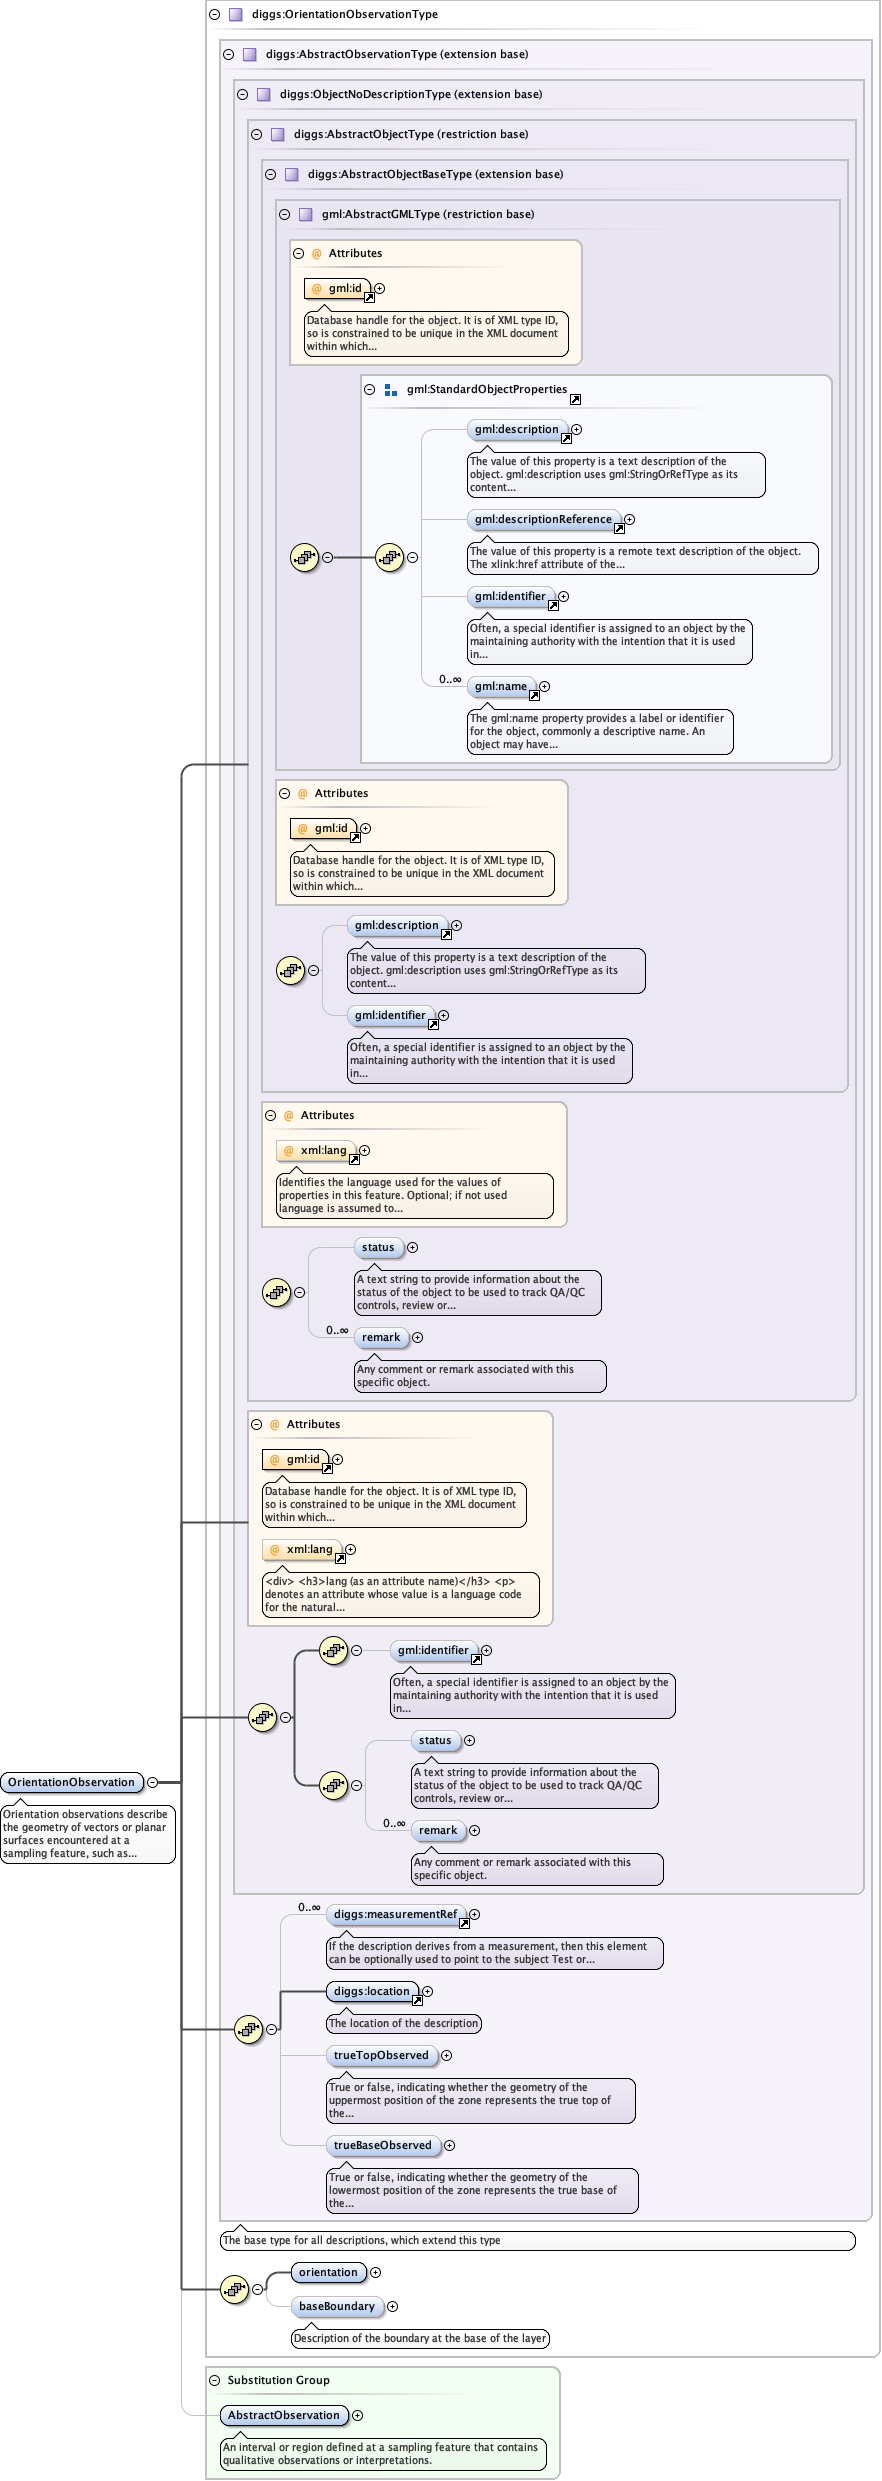 diggs:OrientationObservationType
diggs:AbstractObservationType (extension base)
diggs:ObjectNoDescriptionType (extension base)
diggs:AbstractObjectType (restriction base)
diggs:AbstractObjectBaseType (extension base)
gml:AbstractGMLType (restriction base)
@ Attributes
@ gml:id
Database handle for the object. It is of XML type ID,
so is constrained to be unique in the XML document
within which...
gml:StandardObjectProperties
gml:description
The value of this property is a text description of the
object. gml:description uses gml:StringOrRefType as its
content...
gml:descriptionReference
The value of this property is a remote text description of the object.
The xlink:href attribute of the...
gml:identifier
Often, a special identifier is assigned to an object by the
maintaining authority with the intention that it is used
in...
0..∞
gml:name
The gml:name property provides a label or identifier
for the object, commonly a descriptive name. An
object may have...
@ Attributes
@ gml:id
Database handle for the object. It is of XML type ID,
so is constrained to be unique in the XML document
within which...
gml:description
The value of this property is a text description of the
object. gml:description uses gml:StringOrRefType as its
content...
gml:identifier
Often, a special identifier is assigned to an object by the
maintaining authority with the intention that it is used
in...
@ Attributes
@ xml:lang
Identifies the language used for the values of
properties in this feature. Optional; if not used
language is assumed to...
status
A text string to provide information about the
status of the object to be used to track QA/QC
controls, review or...
0..∞
remark
Any comment or remark associated with this
specific object.
@ Attributes
@ gml:id
Database handle for the object. It is of XML type ID,
so is constrained to be unique in the XML document
within which...
@ xml:lang
<div> <h3>lang (as an attribute name)</h3> <p>
denotes an attribute whose value is a language code
for the natural...
gml:identifier
Often, a special identifier is assigned to an object by the
maintaining authority with the intention that it is used
in...
status
A text string to provide information about the
status of the object to be used to track QA/QC
controls, review or...
0..∞
remark
Any comment or remark associated with this
specific object.
OrientationObservation
Orientation observations describe
the geometry of vectors or planar
surfaces encountered at a
sampling feature, such as...
0..∞
diggs:measurementRef
If the description derives from a measurement, then this element
can be optionally used to point to the subject Test or...
diggs:location
The location of the description
trueTopObserved
True or false, indicating whether the geometry of the
uppermost position of the zone represents the true top of
the...
trueBaseObserved
True or false, indicating whether the geometry of the
lowermost position of the zone represents the true base of
the...
The base type for all descriptions, which extend this type
orientation
baseBoundary
Description of the boundary at the base of the layer
Substitution Group
AbstractObservation
An interval or region defined at a sampling feature that contains
qualitative observations or interpretations.